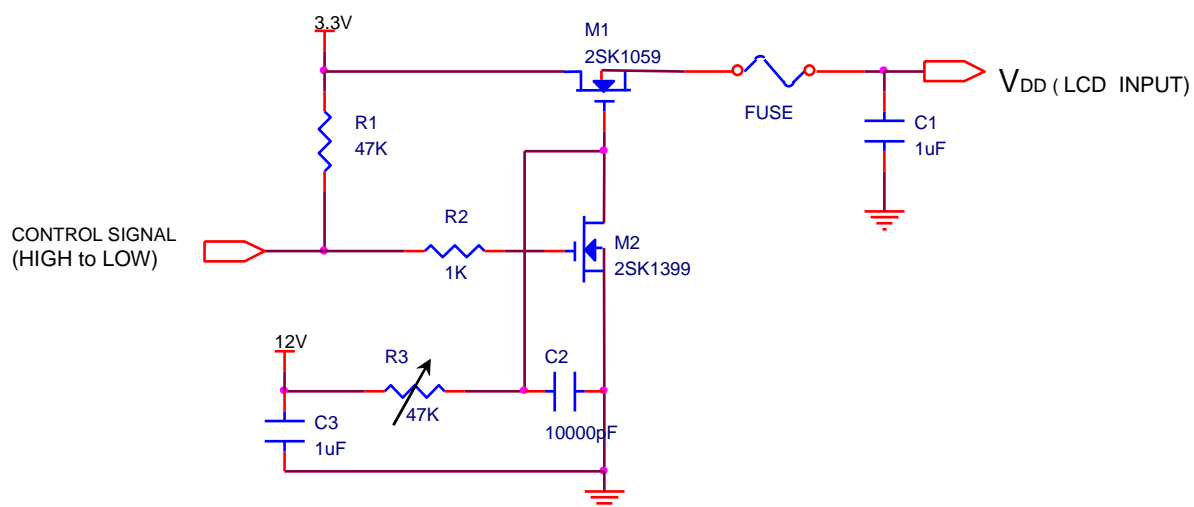 3.3V
M1
2SK1059
VDD ( LCD INPUT)
FUSE
R1
47K
C1
1uF
CONTROL SIGNAL
(HIGH to LOW)
R2
1K
M2
2SK1399
12V
R3
47K
C2
10000pF
C3
1uF